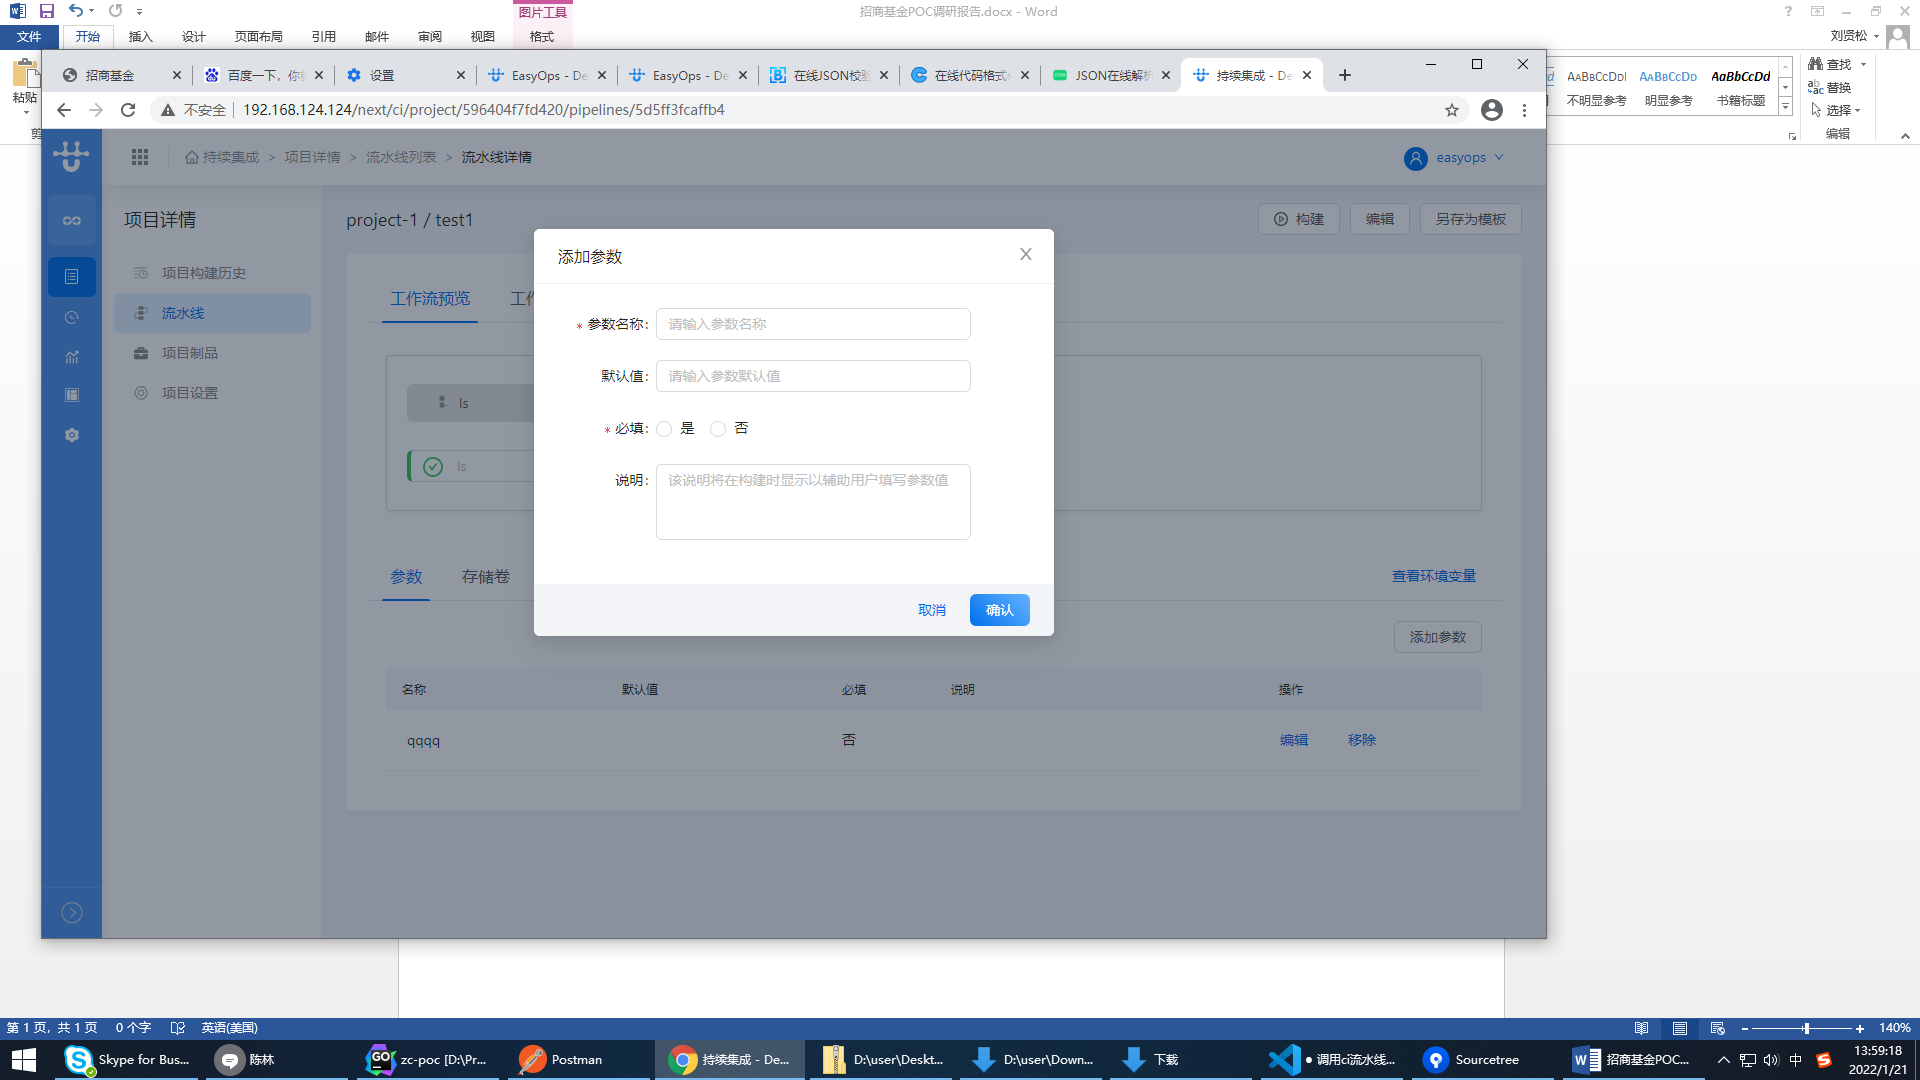 图片工具
招商基金POC调研报告.docx - Word
文件
开始
插入
设计
页面布局
引用
邮件
审阅
视图
格式
刘贤松
粘贴
AaBbCcDdI
AaBbCcDd
AaBbCcDd
不明显参考
明显参考
书籍标题
查找
替换
选择
编辑
招商基金
百度一下，你就
设置
EasyOps - De
EasyOps - De
在线JSON校验
在线代码格式化
JSON在线解析
持续集成 - De
不安全
192.168.124.124/next/ci/project/596404f7fd420/pipelines/5d5ff3fcaffb4
持续集成 > 项目详情 > 流水线列表 > 流水线详情
easyops
项目详情
项目构建历史
流水线
项目制品
项目设置
project-1 / test1
构建
编辑
另存为模板
工作流预览
工作
ls
ls
添加参数
* 参数名称:
请输入参数名称
默认值:
请输入参数默认值
* 必填:
是
否
说明:
该说明将在构建时显示以辅助用户填写参数值
取消
确认
参数
存储卷
查看环境变量
添加参数
名称
默认值
必填
说明
操作
qqqq
否
编辑
移除
第 1 页，共 1 页
0 个字
英语(美国)
140%
Skype for Bus...
陈林
zc-poc [D:\Pr...
Postman
持续集成 - De...
D:\user\Deskt...
D:\user\Down...
下载
• 调用ci流水线...
Sourcetree
招商基金POC...
中
13:59:18
2022/1/21